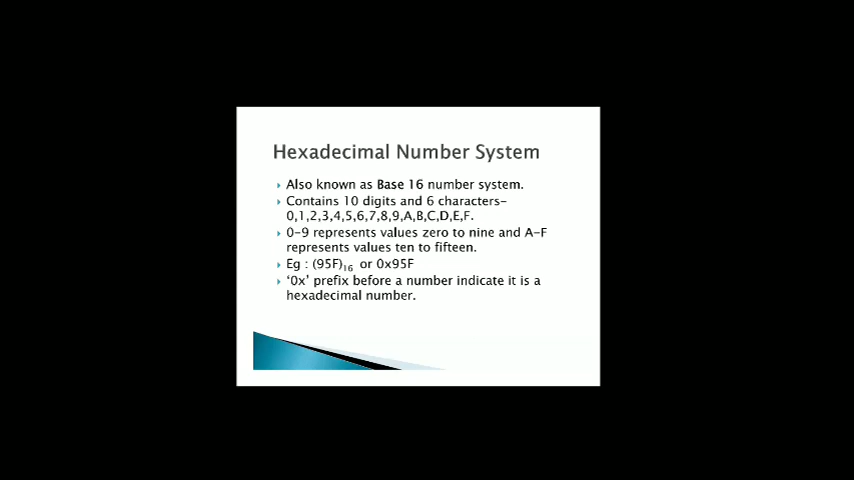 Hexadecimal Number System
Also known as Base 16 number system.
Contains 10 digits and 6 characters-
0,1,2,3,4,5,6,7,8,9,A,B,C,D,E,F.
0-9 represents values zero to nine and A-F
represents values ten to fifteen.
Eg : (95F)₁₆ or 0x95F
‘0x’ prefix before a number indicate it is a
hexadecimal number.